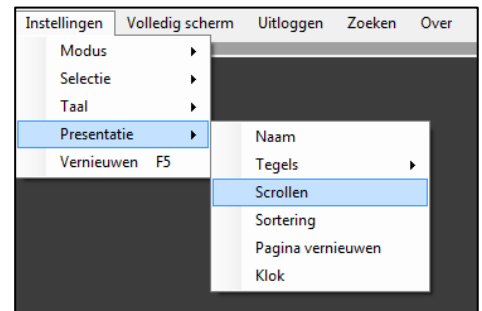 Instellingen Volledig scherm Uitloggen Zoeken Over
Modus
Selectie
Taal
Presentatie
Vernieuwen F5
Naam
Tegels
Scrollen
Sortering
Pagina vernieuwen
Klok